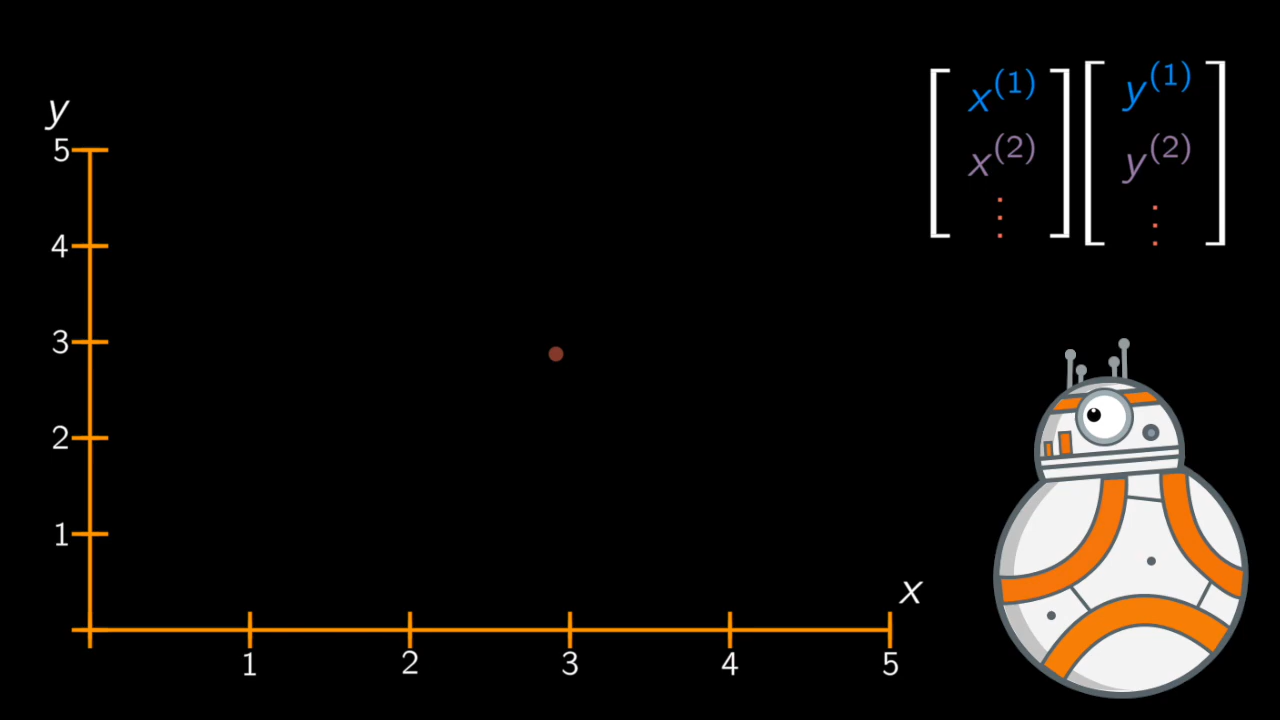 y
5
4
3
2
1
1 2 3 4 5
x
x^(1) y^(1)
x^(2) y^(2)
⋮ ⋮